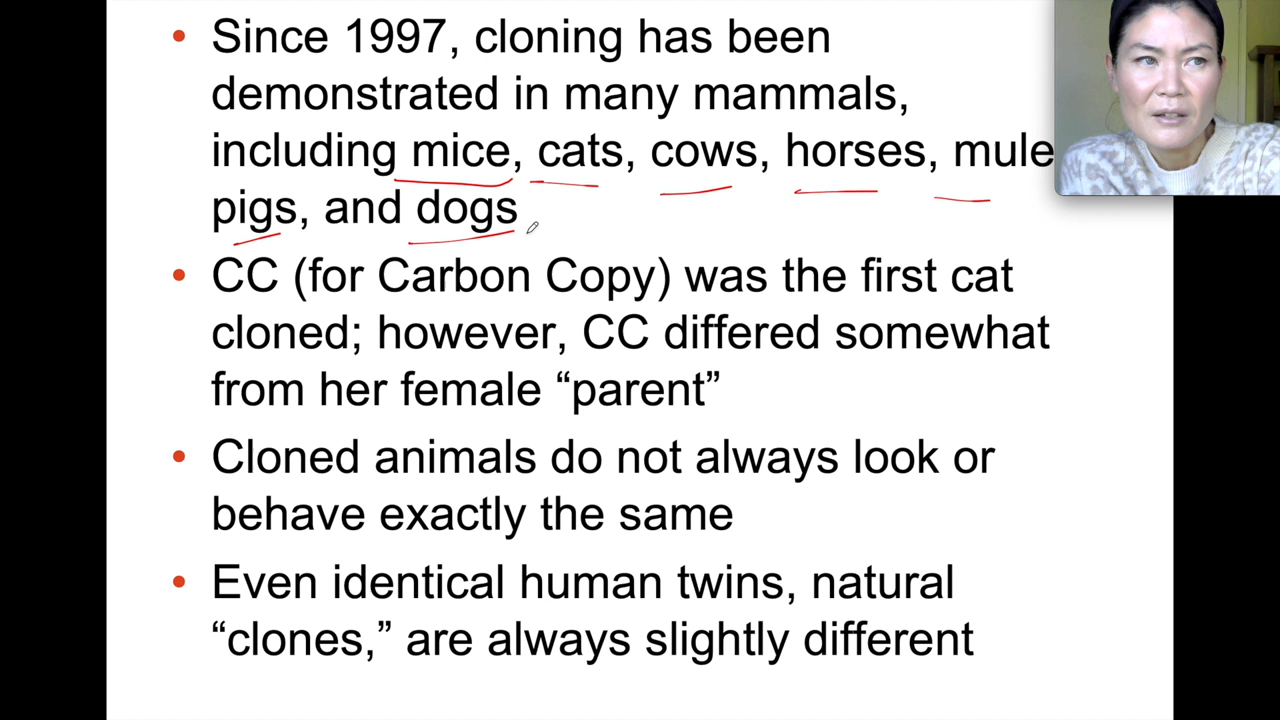 • Since 1997, cloning has been
demonstrated in many mammals,
including mice, cats, cows, horses, mule
pigs, and dogs
• CC (for Carbon Copy) was the first cat
cloned; however, CC differed somewhat
from her female “parent”
• Cloned animals do not always look or
behave exactly the same
• Even identical human twins, natural
“clones,” are always slightly different